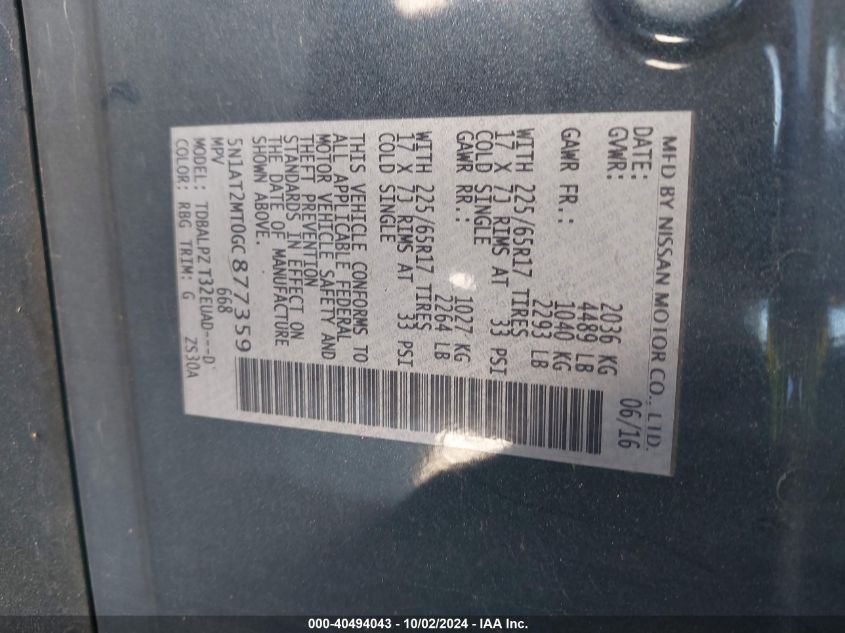 MFD BY NISSAN MOTOR CO., LTD.
DATE: 06/16
GVWR: 2036 KG
4489 LB
GAWR FR.: 1040 KG
2293 LB
WITH 225/65R17 TIRES
17 X 7J RIMS AT 33 PSI
COLD SINGLE
GAWR RR.: 1027 KG
2264 LB
WITH 225/65R17 TIRES
17 X 7J RIMS AT 33 PSI
COLD SINGLE
THIS VEHICLE CONFORMS TO
ALL APPLICABLE FEDERAL
MOTOR VEHICLE SAFETY AND
THEFT PREVENTION
STANDARDS IN EFFECT ON
THE DATE OF MANUFACTURE
SHOWN ABOVE.
5N1AT2MT0GC877359
MPV 668
MODEL: TDBALPZ T32EUAD---D
COLOR: RBG TRIM: G ZS30A
000-40494043 - 10/02/2024 - IAA Inc.